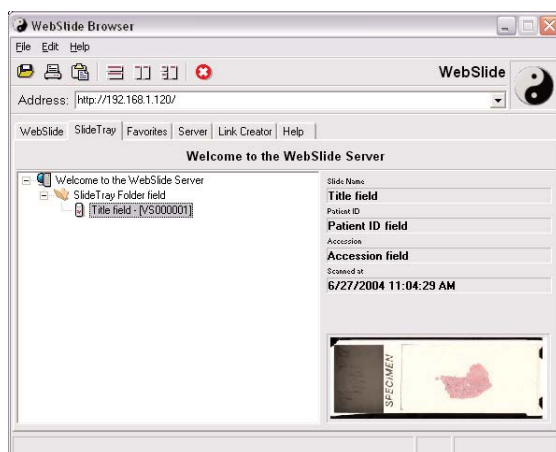 WebSlide Browser
File Edit Help
WebSlide
Address: http://192.168.1.120/
WebSlide SlideTray Favorites Server Link Creator Help
Welcome to the WebSlide Server
Welcome to the WebSlide Server
SlideTray Folder field
Title field - [VS000001]
Slide Name
Title field
Patient ID
Patient ID field
Accession
Accession field
Scanned at
6/27/2004 11:04:29 AM
SPECIMEN